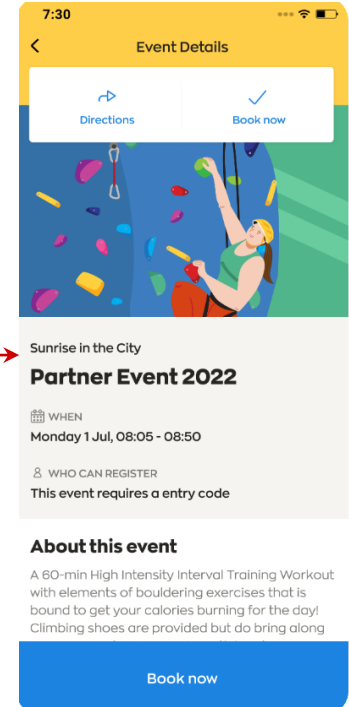 7:30
Event Details
Directions
Book now
Sunrise in the City
Partner Event 2022
WHEN
Monday 1 Jul, 08:05 - 08:50
WHO CAN REGISTER
This event requires a entry code
About this event
A 60-min High Intensity Interval Training Workout
with elements of bouldering exercises that is
bound to get your calories burning for the day!
Climbing shoes are provided but do bring along
Book now